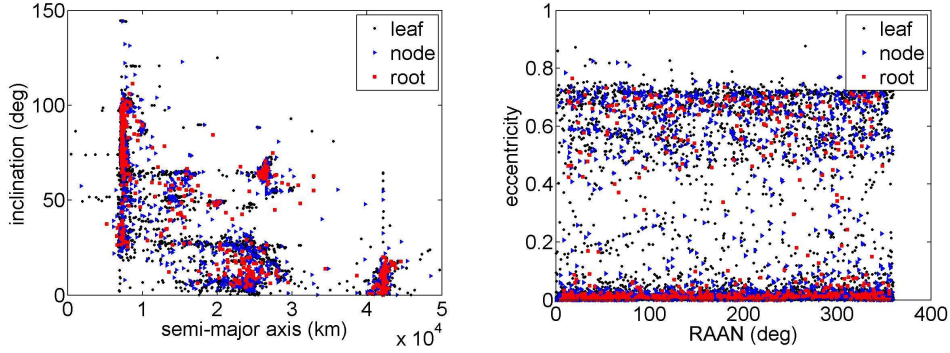 150
100
50
0
0
1
2
3
4
5
x 10^4
inclination (deg)
semi-major axis (km)
leaf
node
root
1
0.8
0.6
0.4
0.2
0
0
100
200
300
400
eccentricity
RAAN (deg)
leaf
node
root